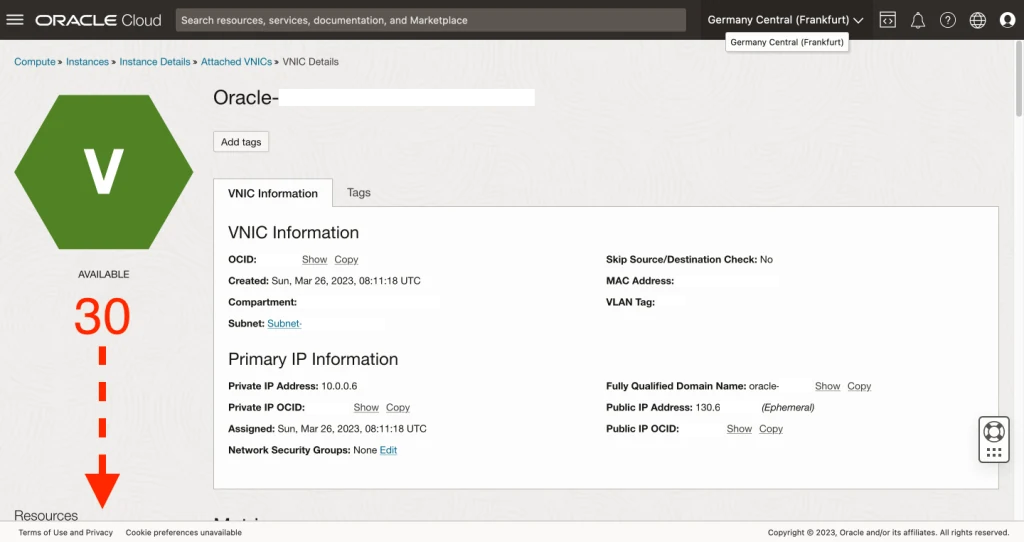 ORACLE Cloud
Search resources, services, documentation, and Marketplace
Germany Central (Frankfurt)
Germany Central (Frankfurt)
Compute » Instances » Instance Details » Attached VNICs » VNIC Details
V
AVAILABLE
30
Resources
Oracle-
Add tags
VNIC Information Tags
VNIC Information
OCID: Show Copy
Created: Sun, Mar 26, 2023, 08:11:18 UTC
Compartment:
Subnet: Subnet-
Skip Source/Destination Check: No
MAC Address:
VLAN Tag:
Primary IP Information
Private IP Address: 10.0.0.6
Private IP OCID: Show Copy
Assigned: Sun, Mar 26, 2023, 08:11:18 UTC
Network Security Groups: None Edit
Fully Qualified Domain Name: oracle- Show Copy
Public IP Address: 130.6 (Ephemeral)
Public IP OCID: Show Copy
Terms of Use and Privacy Cookie preferences unavailable
Copyright © 2023, Oracle and/or its affiliates. All rights reserved.